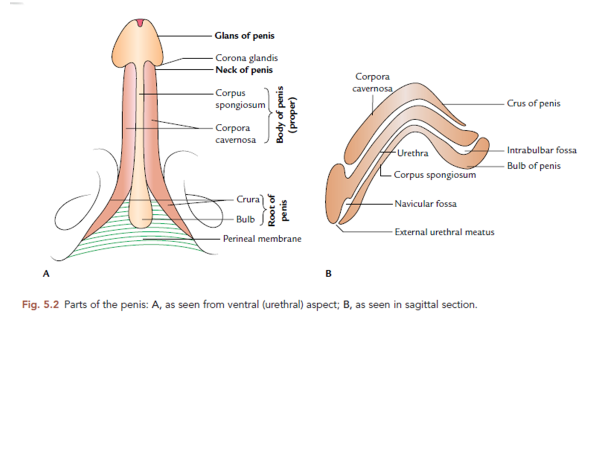 Glans of penis
Corona glandis
Neck of penis
Corpus
spongiosum
Corpora
cavernosa
Body of penis
(proper)
Crura
Bulb
Root of
penis
Perineal membrane
A
Corpora
cavernosa
Crus of penis
Urethra
Intrabulbar fossa
Bulb of penis
Corpus spongiosum
Navicular fossa
External urethral meatus
B
Fig. 5.2 Parts of the penis: A, as seen from ventral (urethral) aspect; B, as seen in sagittal section.